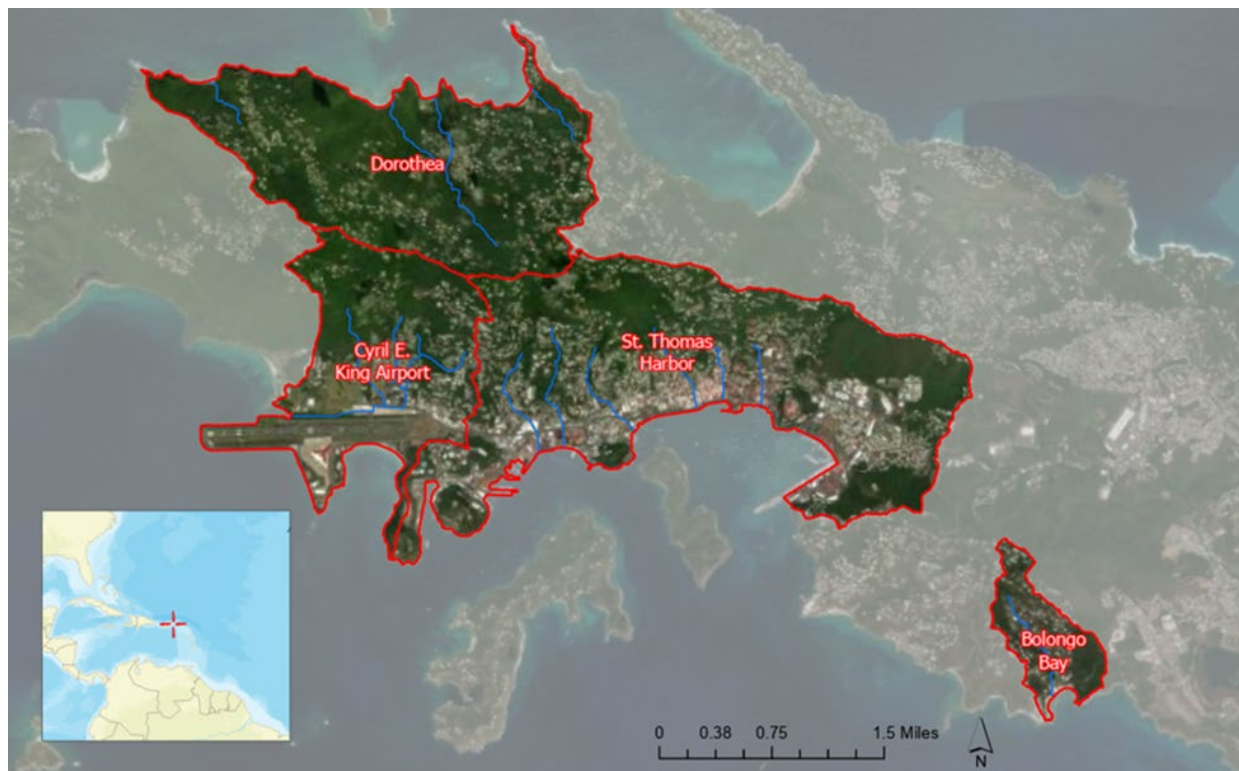 Dorothea
Cyril E.
King Airport
St. Thomas
Harbor
Bolongo
Bay
0 0.38 0.75 1.5 Miles
N